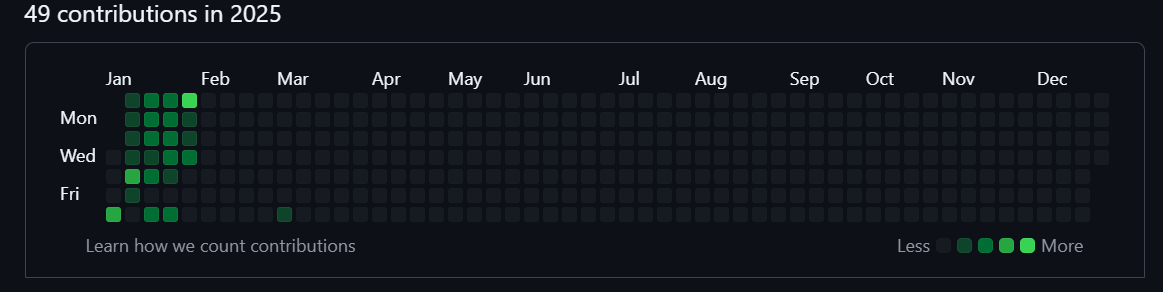 49 contributions in 2025
Jan Feb Mar Apr May Jun Jul Aug Sep Oct Nov Dec
Mon
Wed
Fri
Learn how we count contributions
Less More